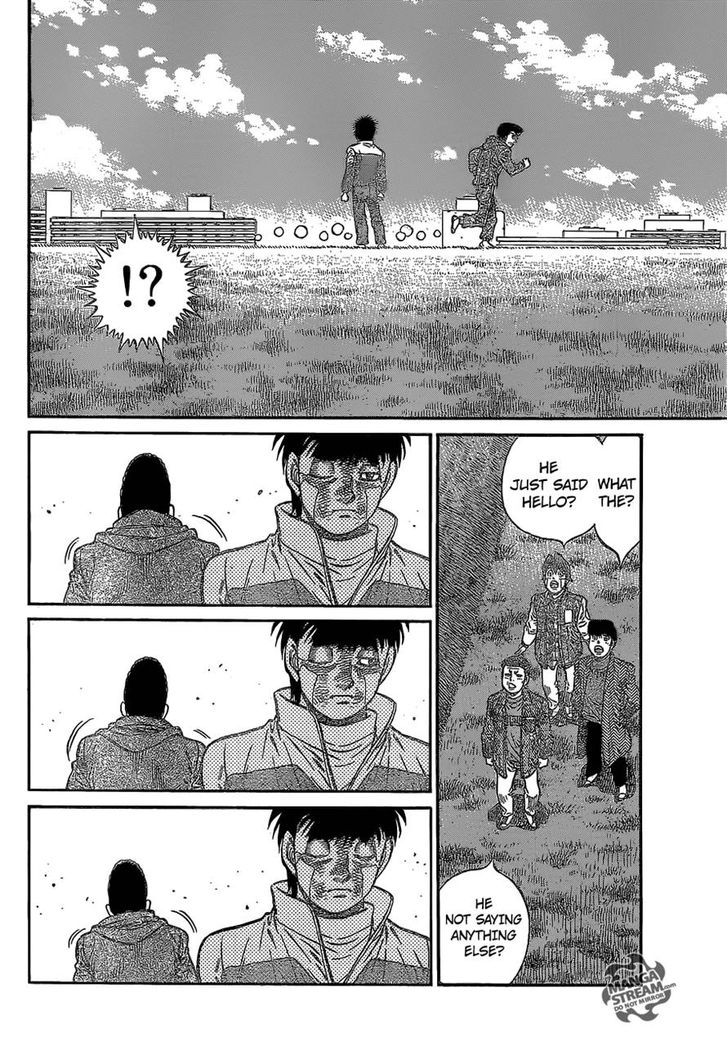 !?
HE
JUST SAID
HELLO?
WHAT
THE?
HE
NOT SAYING
ANYTHING
ELSE?
MANGA
STREAM.com
DO NOT MIRROR